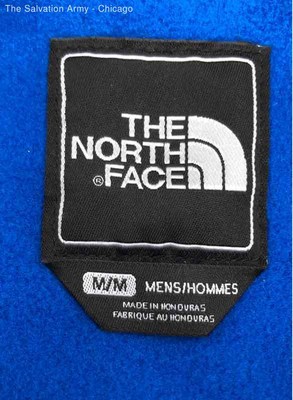 The Salvation Army - Chicago
THE
NORTH
®FACE
M/M MENS/HOMMES
MADE IN HONDURAS
FABRIQUE AU HONDURAS